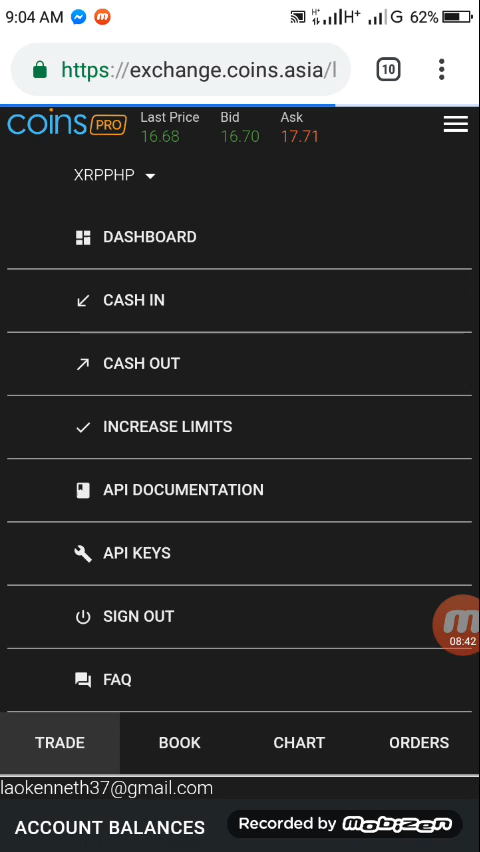 9:04 AM H+ H+ G 62%
https://exchange.coins.asia/l 10
coins PRO Last Price Bid Ask
16.68 16.70 17.71
XRPPHP
DASHBOARD
CASH IN
CASH OUT
INCREASE LIMITS
API DOCUMENTATION
API KEYS
SIGN OUT
08:42
FAQ
TRADE BOOK CHART ORDERS
laokenneth37@gmail.com
ACCOUNT BALANCES Recorded by mobizen